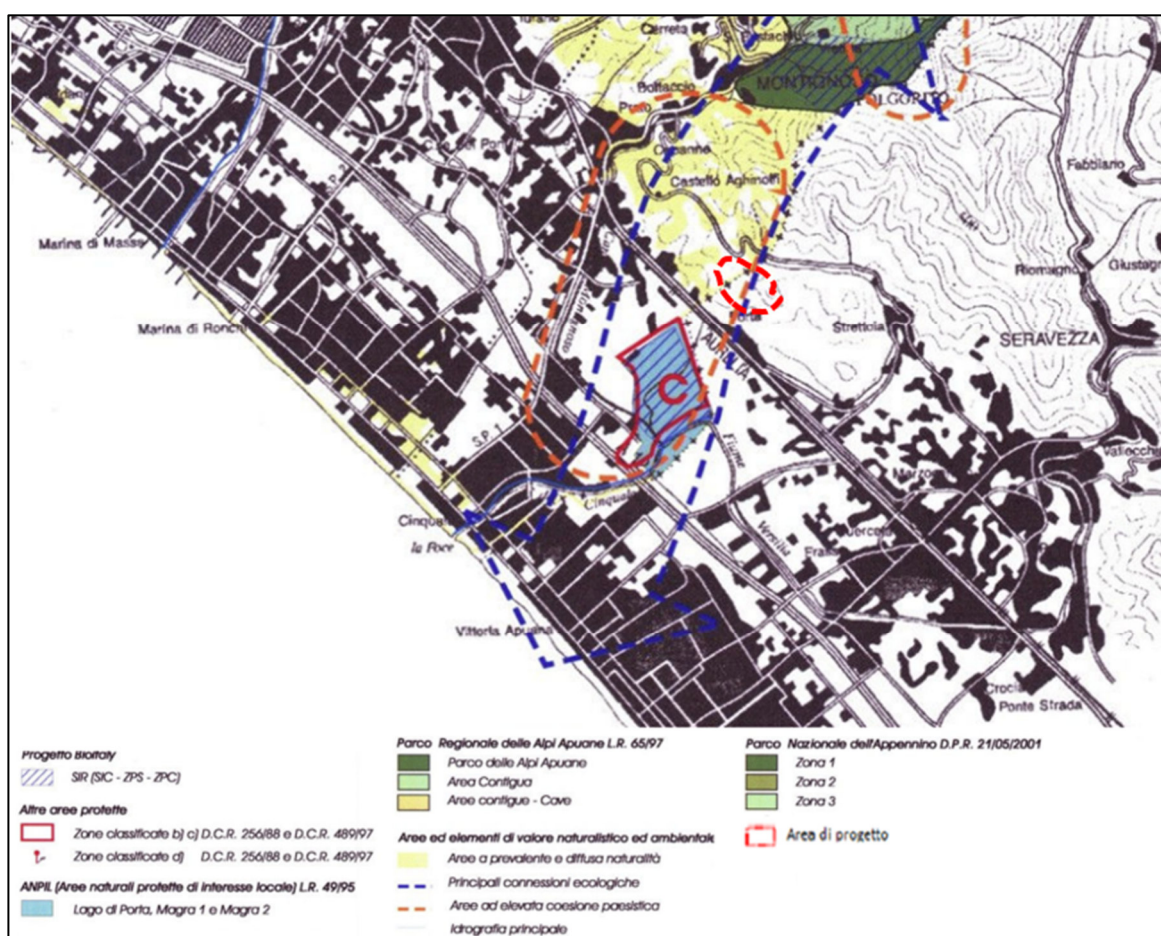 Carreta
S. Eustachio
MONTIGNOSO
Bottaccio
Prato
FOLGORITO
Fabbiano
Castello Aghinolfi
Marina di Massa
Riomagno
Giustagn
Marina di Ronchi
Strettoia
SERAVEZZA
AURELIA
C
S.P. 1
Fiume
Cinquale
la Foce
Versilia
Vittoria Apuana
Ponte Strada
Progetto Bioitaly
SIR (SIC - ZPS - ZPC)
Altre aree protette
Zone classificate b) c) D.C.R. 256/88 e D.C.R. 489/97
Zone classificate d) D.C.R. 256/88 e D.C.R. 489/97
ANPIL (Aree naturali protette di interesse locale) L.R. 49/95
Lago di Porta, Magra 1 e Magra 2
Parco Regionale delle Alpi Apuane L.R. 65/97
Parco delle Alpi Apuane
Area Contigua
Aree contigue - Cave
Aree ed elementi di valore naturalistico ed ambientale
Aree a prevalente e diffusa naturalità
Principali connessioni ecologiche
Aree ad elevata coesione paesistica
Idrografia principale
Parco Nazionale dell'Appennino D.P.R. 21/05/2001
Zona 1
Zona 2
Zona 3
Area di progetto